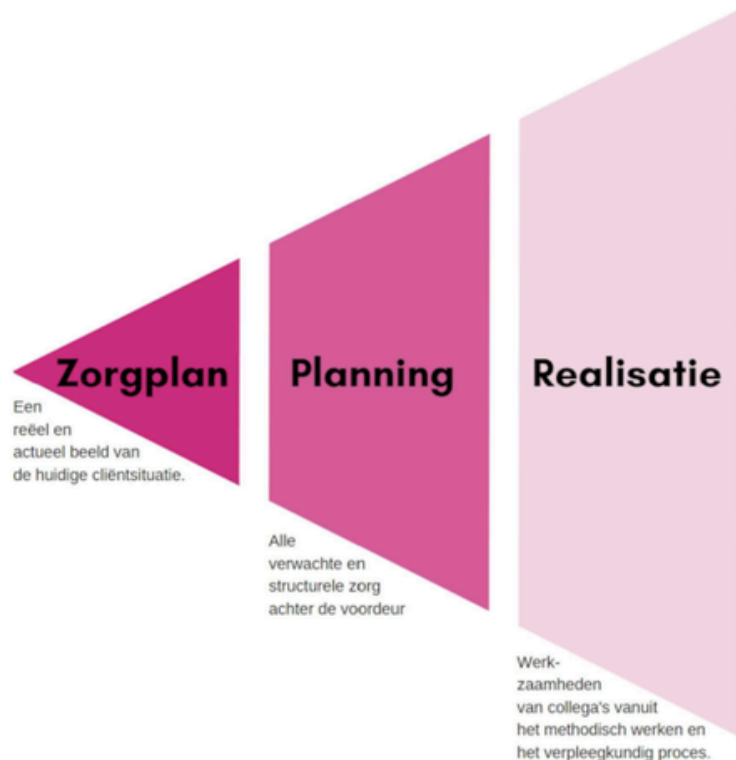 Zorgplan
Een
reëel en
actueel beeld van
de huidige cliëntsituatie.
Planning
Alle
verwachte en
structurele zorg
achter de voordeur
Realisatie
Werk-
zaamheden
van collega's vanuit
het methodisch werken en
het verpleegkundig proces.